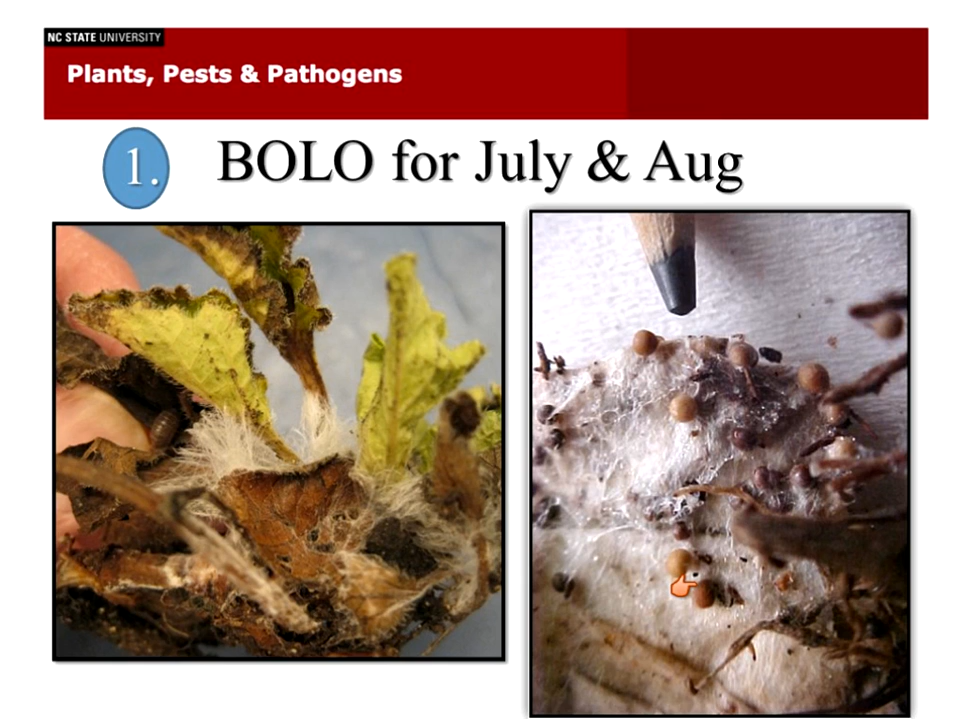 NC STATE UNIVERSITY
Plants, Pests & Pathogens
1. BOLO for July & Aug